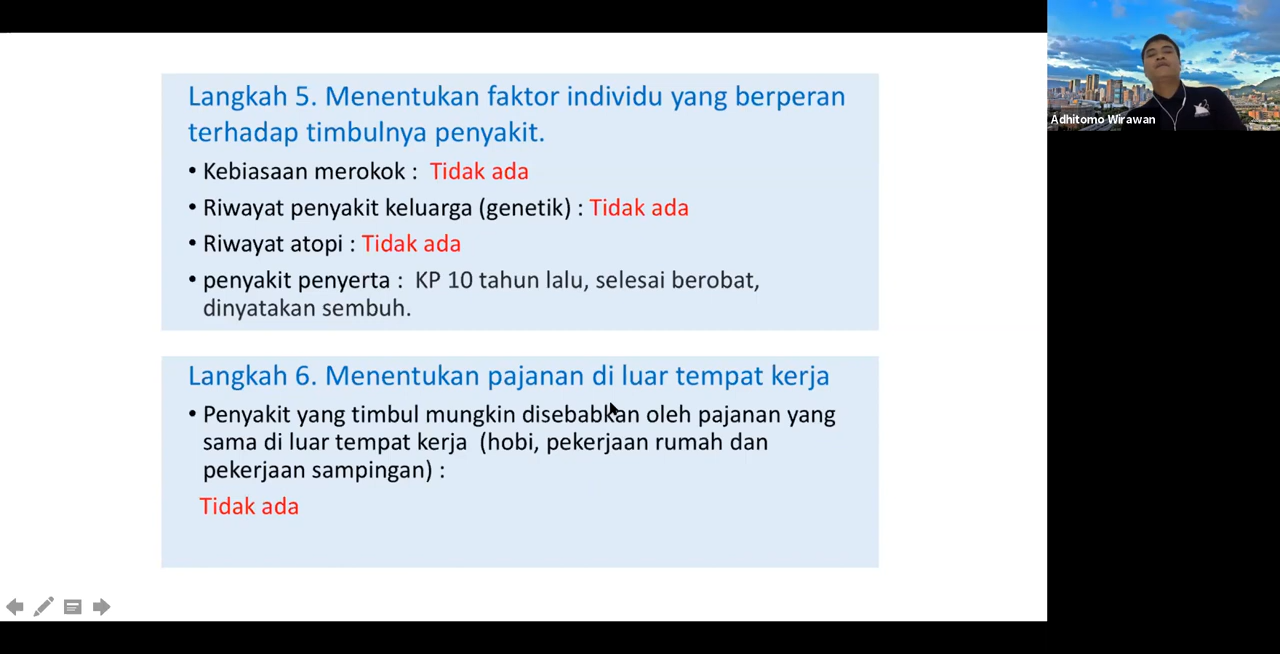 Langkah 5. Menentukan faktor individu yang berperan
terhadap timbulnya penyakit.
• Kebiasaan merokok : Tidak ada
• Riwayat penyakit keluarga (genetik) : Tidak ada
• Riwayat atopi : Tidak ada
• penyakit penyerta : KP 10 tahun lalu, selesai berobat,
dinyatakan sembuh.
Langkah 6. Menentukan pajanan di luar tempat kerja
• Penyakit yang timbul mungkin disebabkan oleh pajanan yang
sama di luar tempat kerja (hobi, pekerjaan rumah dan
pekerjaan sampingan) :
Tidak ada
Adhitomo Wirawan